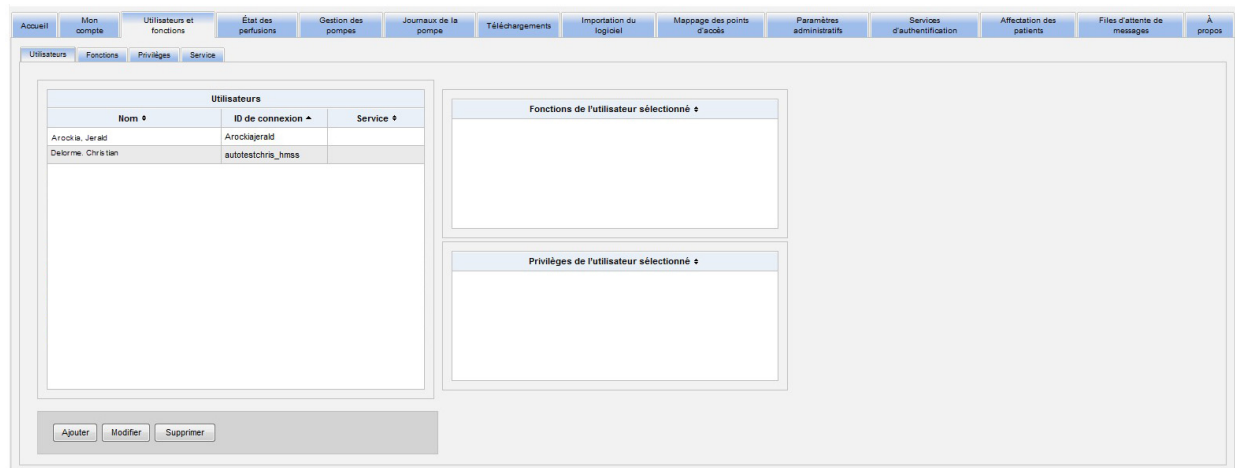 Accueil
Mon compte
Utilisateurs et fonctions
État des perfusions
Gestion des pompes
Journaux de la pompe
Téléchargements
Importation du logiciel
Mappage des points d'accès
Paramètres administratifs
Services d'authentification
Affectation des patients
Files d'attente de messages
À propos
Utilisateurs
Fonctions
Privilèges
Service
Utilisateurs
Nom
ID de connexion
Service
Arockia, Jerald
Arockiajerald
Delorme, Christian
autotestchris_hmss
Fonctions de l'utilisateur sélectionné
Privilèges de l'utilisateur sélectionné
Ajouter
Modifier
Supprimer